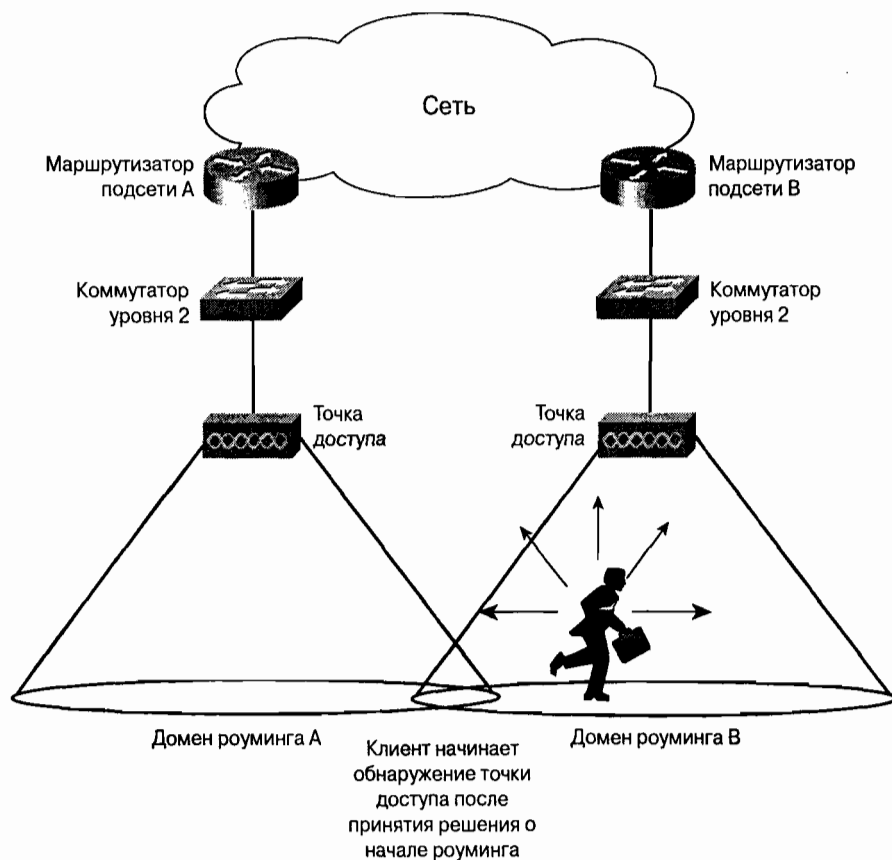 Сеть
Маршрутизатор
подсети А
Маршрутизатор
подсети В
Коммутатор
уровня 2
Коммутатор
уровня 2
Точка
доступа
Точка
доступа
Домен роуминга А
Клиент начинает
обнаружение точки
доступа после
принятия решения о
начале роуминга
Домен роуминга В